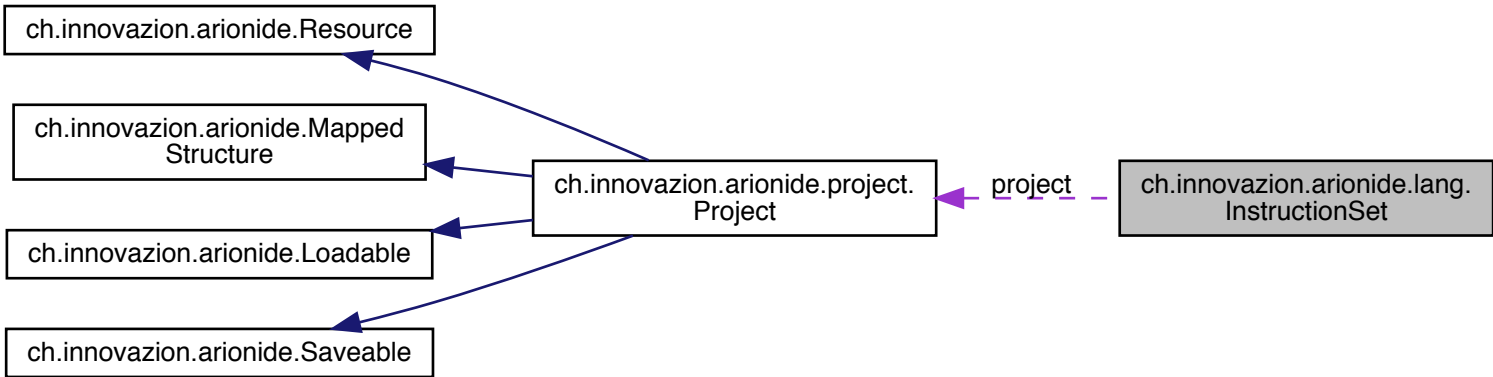 ch.innovazion.arionide.Resource
ch.innovazion.arionide.Mapped
Structure
ch.innovazion.arionide.Loadable
ch.innovazion.arionide.Saveable
ch.innovazion.arionide.project.
Project
project
ch.innovazion.arionide.lang.
InstructionSet